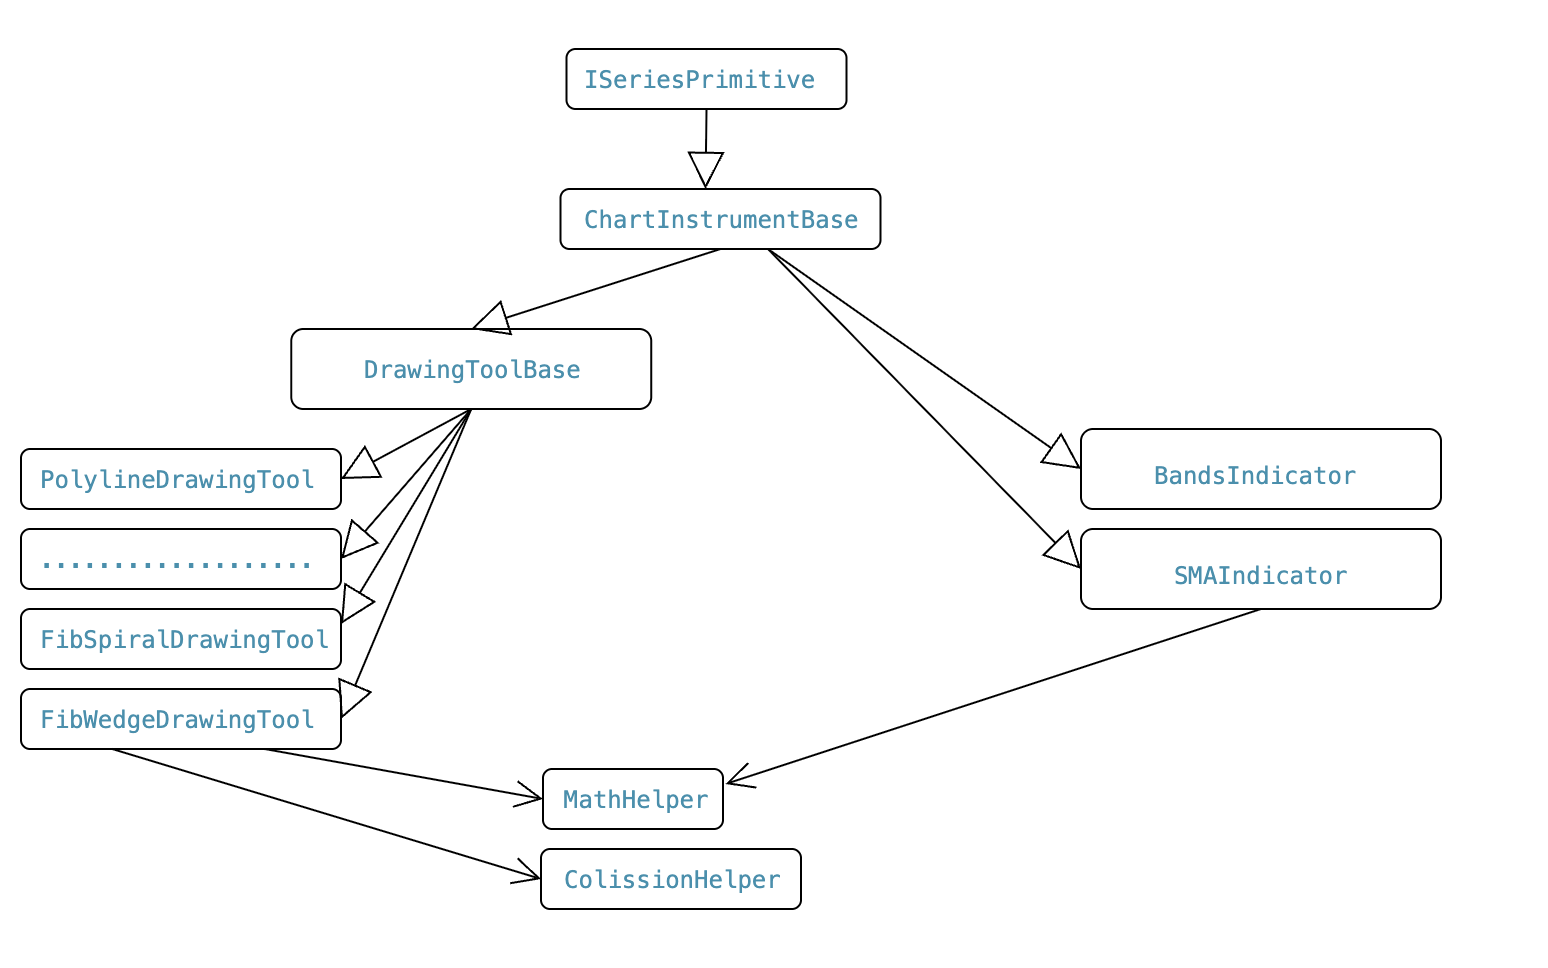 ISeriesPrimitive
ChartInstrumentBase
DrawingToolBase
PolylineDrawingTool
...................
FibSpiralDrawingTool
FibWedgeDrawingTool
BandsIndicator
SMAIndicator
MathHelper
ColissionHelper